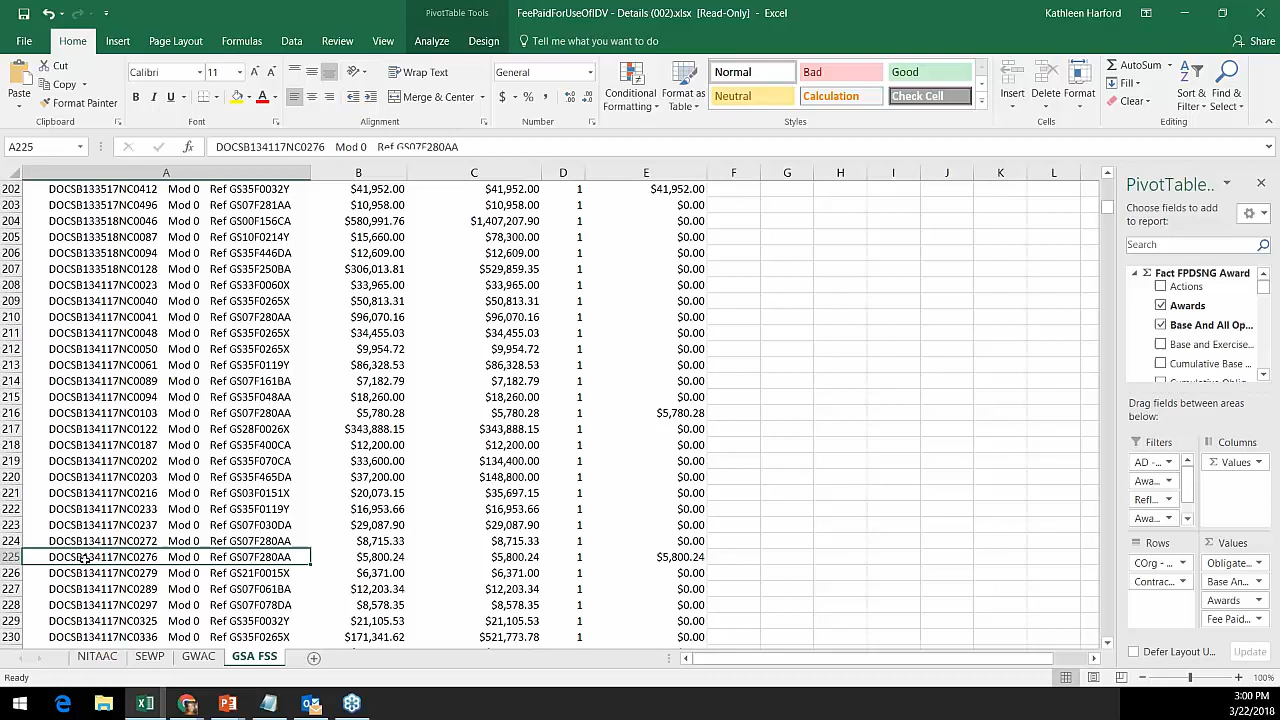 PivotTable Tools
FeePaidForUseOfIDV - Details (002).xlsx [Read-Only] - Excel
Kathleen Harford
File Home Insert Page Layout Formulas Data Review View Analyze Design Tell me what you want to do Share
Paste Cut Copy Format Painter
Clipboard
Calibri 11 A A
B I U A
Font
Wrap Text
Merge & Center
Alignment
General
$ % ,
Number
Conditional Formatting Format as Table
Normal Bad Good
Neutral Calculation Check Cell
Styles
Insert Delete Format
Cells
AutoSum
Fill
Clear
Sort & Filter Find & Select
Editing
A225 fx DOCSB134117NC0276 Mod 0 Ref GS07F280AA
A B C D E F G H I J K L
202 DOCSB133517NC0412 Mod 0 Ref GS35F0032Y $41,952.00 $41,952.00 1 $41,952.00
203 DOCSB133517NC0496 Mod 0 Ref GS07F281AA $10,958.00 $10,958.00 1 $0.00
204 DOCSB133518NC0046 Mod 0 Ref GS00F156CA $580,991.76 $1,407,207.90 1 $0.00
205 DOCSB133518NC0087 Mod 0 Ref GS10F0214Y $15,660.00 $78,300.00 1 $0.00
206 DOCSB133518NC0094 Mod 0 Ref GS35F446DA $12,609.00 $12,609.00 1 $0.00
207 DOCSB133518NC0128 Mod 0 Ref GS35F250BA $306,013.81 $529,859.35 1 $0.00
208 DOCSB134117NC0023 Mod 0 Ref GS33F0060X $33,965.00 $33,965.00 1 $0.00
209 DOCSB134117NC0040 Mod 0 Ref GS35F0265X $50,813.31 $50,813.31 1 $0.00
210 DOCSB134117NC0041 Mod 0 Ref GS07F280AA $96,070.16 $96,070.16 1 $0.00
211 DOCSB134117NC0048 Mod 0 Ref GS35F0265X $34,455.03 $34,455.03 1 $0.00
212 DOCSB134117NC0050 Mod 0 Ref GS35F0265X $9,954.72 $9,954.72 1 $0.00
213 DOCSB134117NC0061 Mod 0 Ref GS35F0119Y $86,328.53 $86,328.53 1 $0.00
214 DOCSB134117NC0089 Mod 0 Ref GS07F161BA $7,182.79 $7,182.79 1 $0.00
215 DOCSB134117NC0094 Mod 0 Ref GS35F048AA $18,260.00 $18,260.00 1 $0.00
216 DOCSB134117NC0103 Mod 0 Ref GS07F280AA $5,780.28 $5,780.28 1 $5,780.28
217 DOCSB134117NC0122 Mod 0 Ref GS28F0026X $343,888.15 $343,888.15 1 $0.00
218 DOCSB134117NC0187 Mod 0 Ref GS35F400CA $12,200.00 $12,200.00 1 $0.00
219 DOCSB134117NC0202 Mod 0 Ref GS35F070CA $33,600.00 $134,400.00 1 $0.00
220 DOCSB134117NC0203 Mod 0 Ref GS35F465DA $37,200.00 $148,800.00 1 $0.00
221 DOCSB134117NC0216 Mod 0 Ref GS03F0151X $20,073.15 $35,697.15 1 $0.00
222 DOCSB134117NC0233 Mod 0 Ref GS35F0119Y $16,953.66 $16,953.66 1 $0.00
223 DOCSB134117NC0237 Mod 0 Ref GS07F030DA $29,087.90 $29,087.90 1 $0.00
224 DOCSB134117NC0272 Mod 0 Ref GS07F280AA $8,715.33 $8,715.33 1 $0.00
225 DOCSB134117NC0276 Mod 0 Ref GS07F280AA $5,800.24 $5,800.24 1 $5,800.24
226 DOCSB134117NC0279 Mod 0 Ref GS21F0015X $6,371.00 $6,371.00 1 $0.00
227 DOCSB134117NC0289 Mod 0 Ref GS07F061BA $12,203.34 $12,203.34 1 $0.00
228 DOCSB134117NC0297 Mod 0 Ref GS07F078DA $8,578.35 $8,578.35 1 $0.00
229 DOCSB134117NC0325 Mod 0 Ref GS35F0032Y $21,105.53 $21,105.53 1 $0.00
230 DOCSB134117NC0336 Mod 0 Ref GS35F0265X $171,341.62 $521,773.78 1 $0.00
NITAAC SEWP GWAC GSA FSS
Ready
100%
PivotTable...
Choose fields to add to report:
Search
Σ Fact FPDSNG Award
Actions
Awards
Base And All Op...
Base and Exercise...
Cumulative Base ...
Drag fields between areas below:
Filters Columns
AD -... Σ Values
Awa...
Refl...
Awa...
Rows Values
COrg - ... Obligate...
Contrac... Base An...
Awards
Fee Paid...
Defer Layout U... Update
3:00 PM
3/22/2018